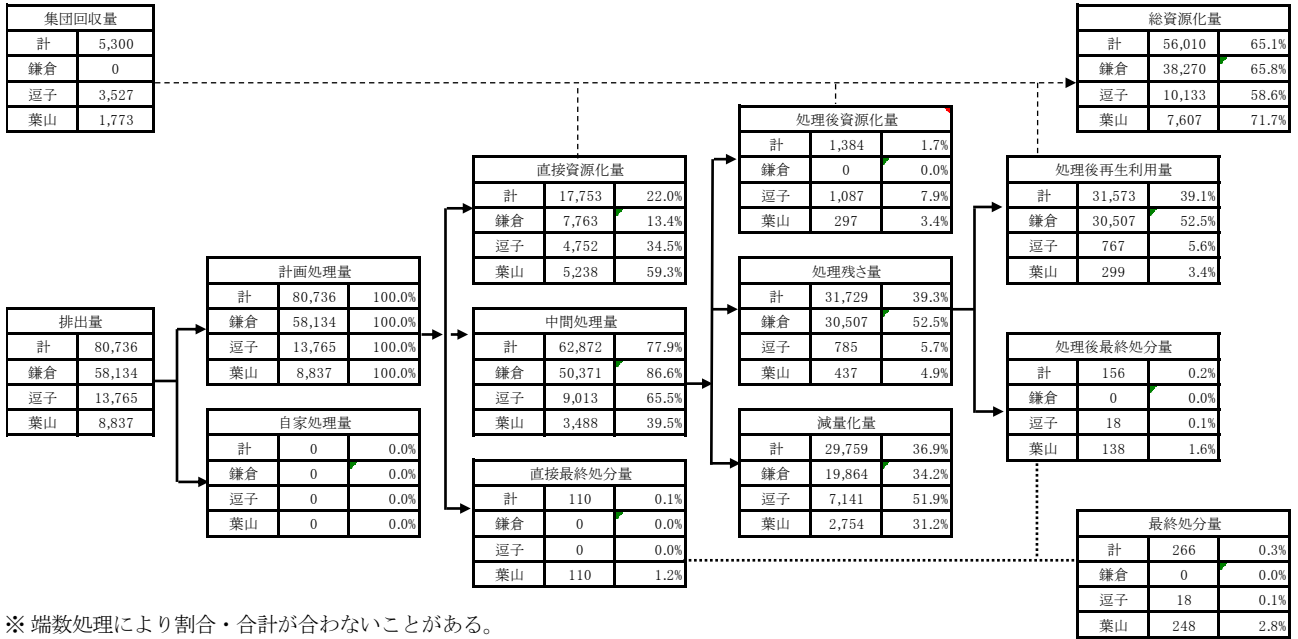 集団回収量
計 5,300
鎌倉 0
逗子 3,527
葉山 1,773
総資源化量
計 56,010 65.1%
鎌倉 38,270 65.8%
逗子 10,133 58.6%
葉山 7,607 71.7%
処理後資源化量
計 1,384 1.7%
鎌倉 0 0.0%
逗子 1,087 7.9%
葉山 297 3.4%
直接資源化量
計 17,753 22.0%
鎌倉 7,763 13.4%
逗子 4,752 34.5%
葉山 5,238 59.3%
処理後再生利用量
計 31,573 39.1%
鎌倉 30,507 52.5%
逗子 767 5.6%
葉山 299 3.4%
計画処理量
計 80,736 100.0%
鎌倉 58,134 100.0%
逗子 13,765 100.0%
葉山 8,837 100.0%
処理残さ量
計 31,729 39.3%
鎌倉 30,507 52.5%
逗子 785 5.7%
葉山 437 4.9%
排出量
計 80,736
鎌倉 58,134
逗子 13,765
葉山 8,837
中間処理量
計 62,872 77.9%
鎌倉 50,371 86.6%
逗子 9,013 65.5%
葉山 3,488 39.5%
処理後最終処分量
計 156 0.2%
鎌倉 0 0.0%
逗子 18 0.1%
葉山 138 1.6%
自家処理量
計 0 0.0%
鎌倉 0 0.0%
逗子 0 0.0%
葉山 0 0.0%
減量化量
計 29,759 36.9%
鎌倉 19,864 34.2%
逗子 7,141 51.9%
葉山 2,754 31.2%
直接最終処分量
計 110 0.1%
鎌倉 0 0.0%
逗子 0 0.0%
葉山 110 1.2%
最終処分量
計 266 0.3%
鎌倉 0 0.0%
逗子 18 0.1%
葉山 248 2.8%
※ 端数処理により割合・合計が合わないことがある。